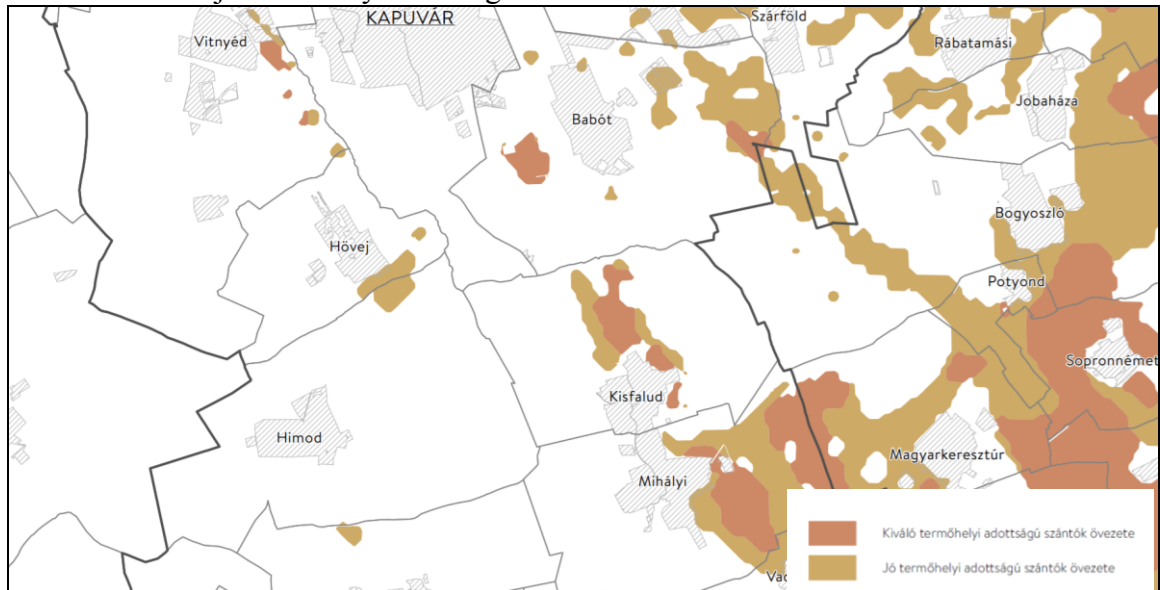 KAPUVÁR
Szárföld
Vitnyéd
Rábatamási
Jobaháza
Babót
Bogyoszló
Hövej
Potyond
Sopronnémet
Kisfalud
Himod
Magyarkeresztúr
Mihályi
Kiváló termőhelyi adottságú szántók övezete
Jó termőhelyi adottságú szántók övezete